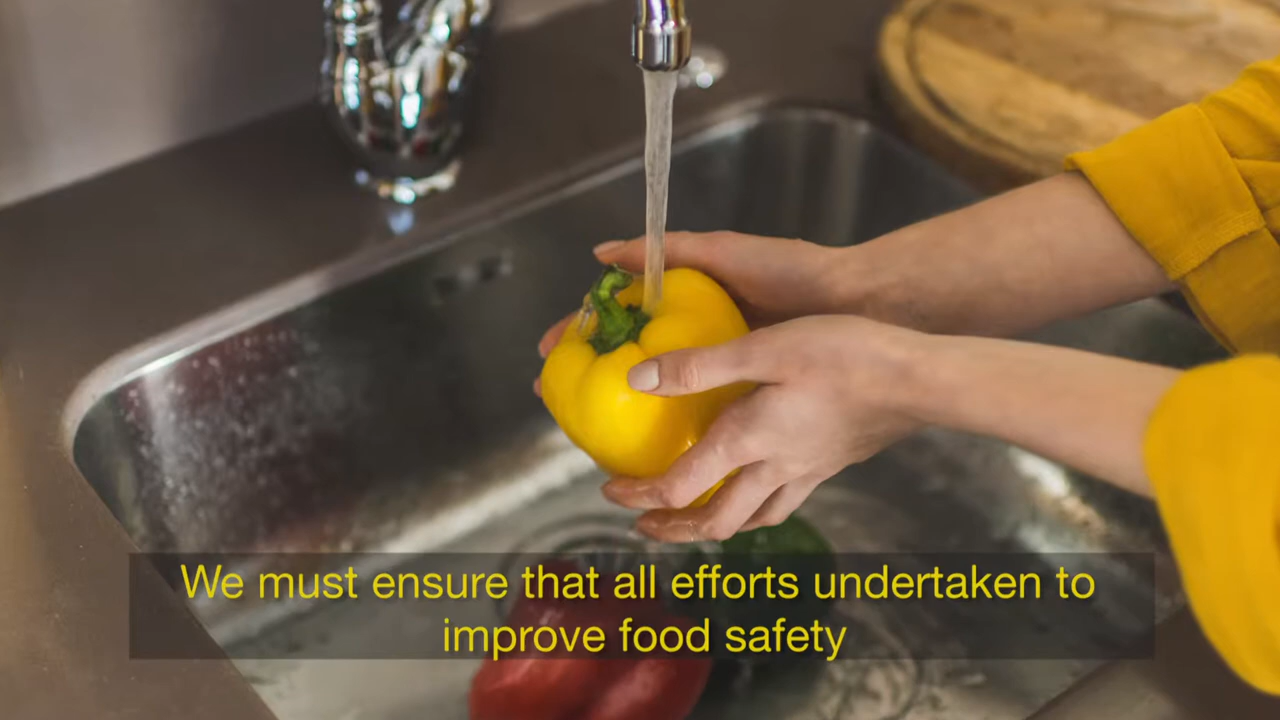 We must ensure that all efforts undertaken to
improve food safety